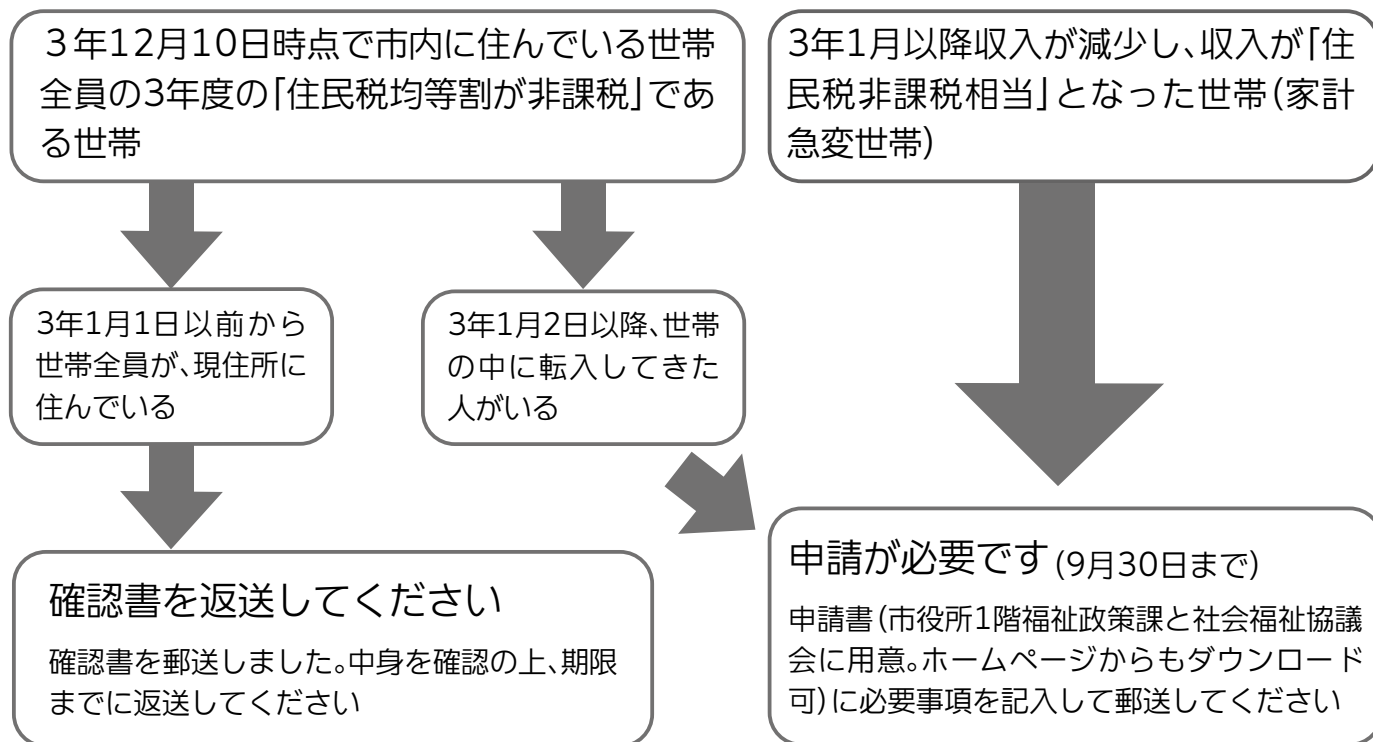 3年12月10日時点で市内に住んでいる世帯
全員の3年度の「住民税均等割が非課税」であ
る世帯
3年1月以降収入が減少し、収入が「住
民税非課税相当」となった世帯(家計
急変世帯)
3年1月1日以前から
世帯全員が、現住所に
住んでいる
3年1月2日以降、世帯
の中に転入してきた
人がいる
確認書を返送してください
確認書を郵送しました。中身を確認の上、期限
までに返送してください
申請が必要です(9月30日まで)
申請書(市役所1階福祉政策課と社会福祉協議
会に用意。ホームページからもダウンロード
可)に必要事項を記入して郵送してください